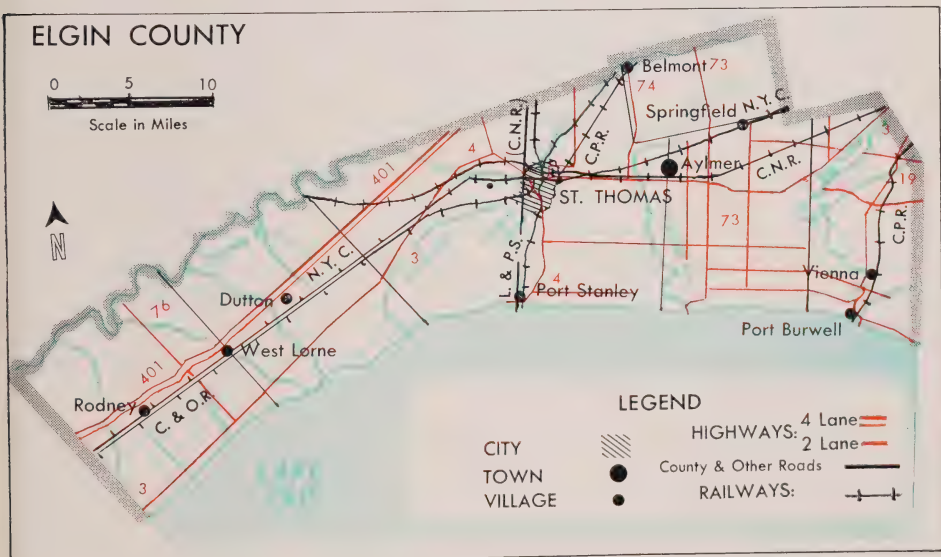 ELGIN COUNTY
0 5 10
Scale in Miles
N
Belmont
73
74
Springfield
N.Y.C.
(C.N.R.)
C.P.R.
Aylmer
C.N.R.
3
19
401
4
ST. THOMAS
73
C.P.R.
N.Y.C.
3
L. & P.S.
4
Vienna
Port Stanley
Port Burwell
Dutton
76
West Lorne
401
Rodney
C. & O.R.
3
LEGEND
CITY
TOWN
VILLAGE
HIGHWAYS: 4 Lane
2 Lane
County & Other Roads
RAILWAYS: